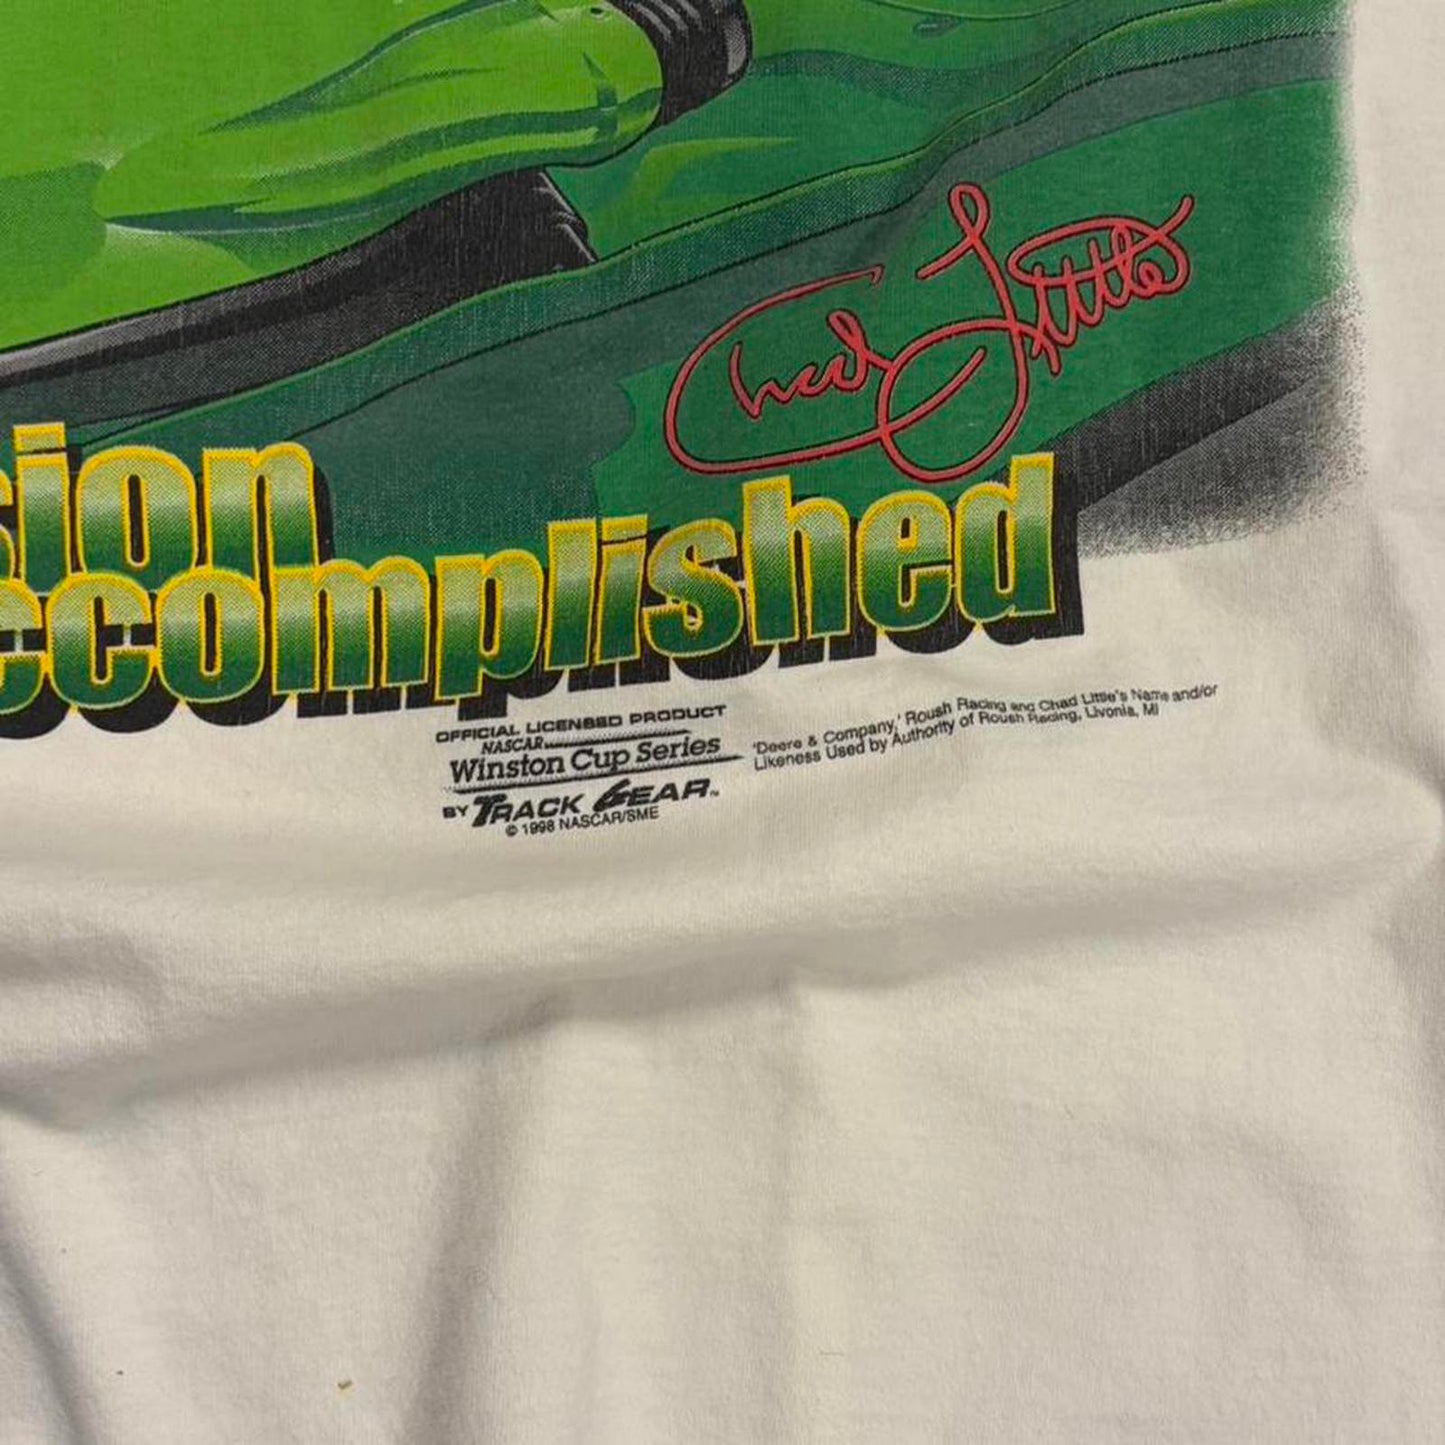 Chad Little
sion
ccomplished
OFFICIAL LICENSED PRODUCT
NASCAR
Winston Cup Series
BY TRACK GEAR™
© 1998 NASCAR/SME
'Deere & Company,' Roush Racing and Chad Little's Name and/or
Likeness Used by Authority of Roush Racing, Livonia, MI